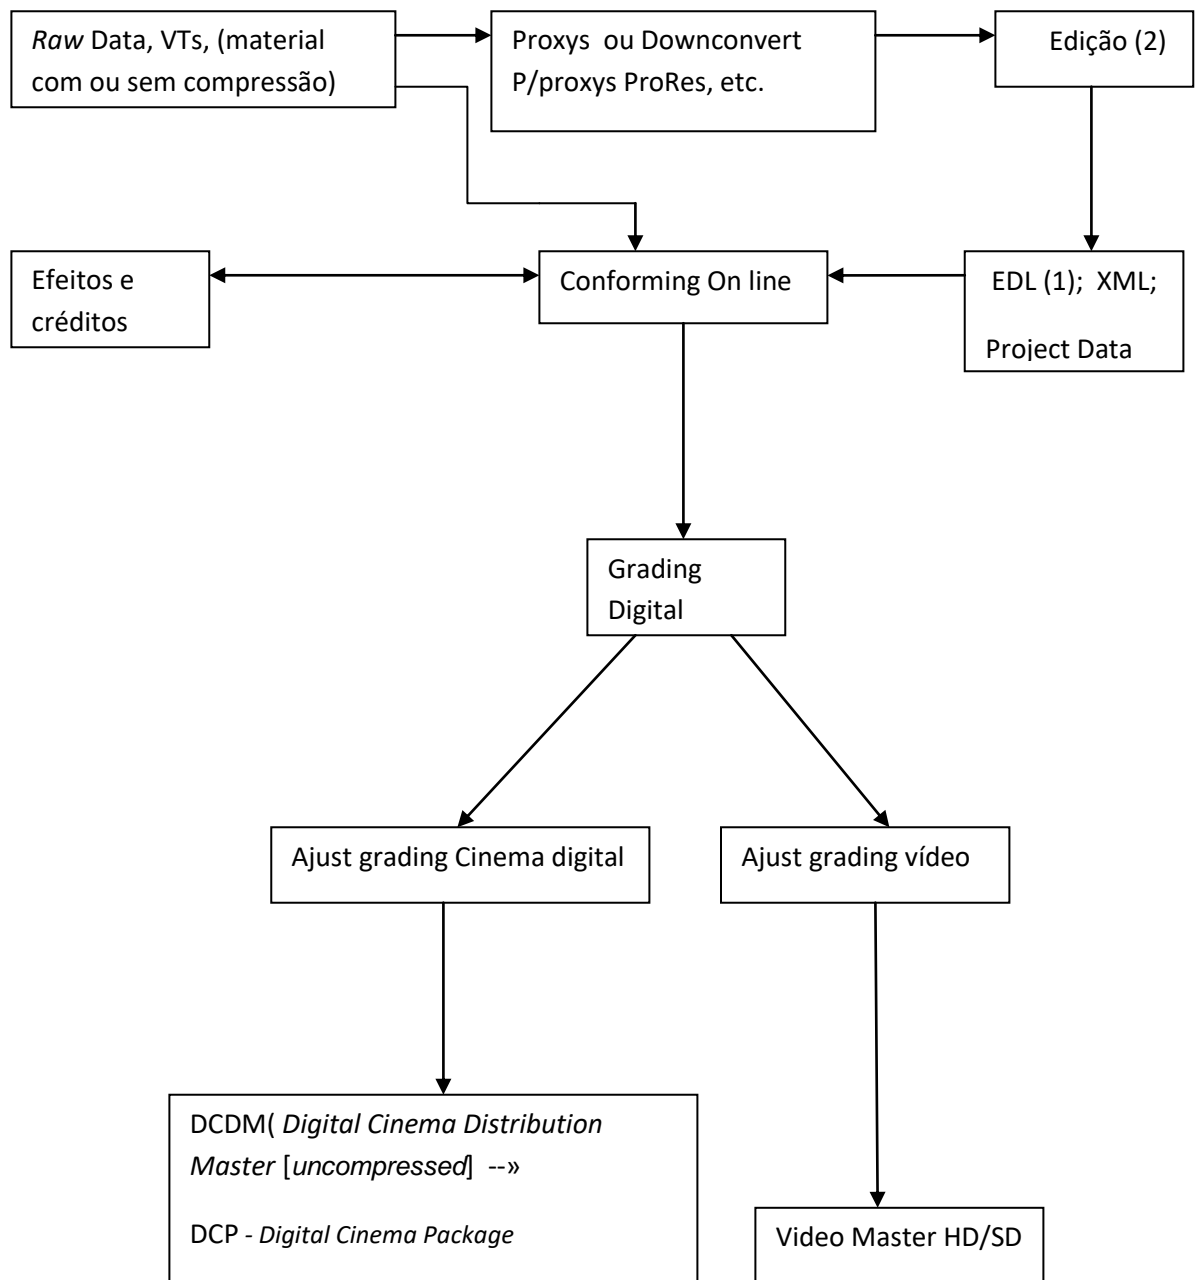 Raw Data, VTs, (material
com ou sem compressão)
Proxys ou Downconvert
P/proxys ProRes, etc.
Edição (2)
Efeitos e
créditos
Conforming On line
EDL (1); XML;
Project Data
Grading
Digital
Ajust grading Cinema digital
Ajust grading vídeo
DCDM( Digital Cinema Distribution
Master [uncompressed] --»
DCP - Digital Cinema Package
Video Master HD/SD